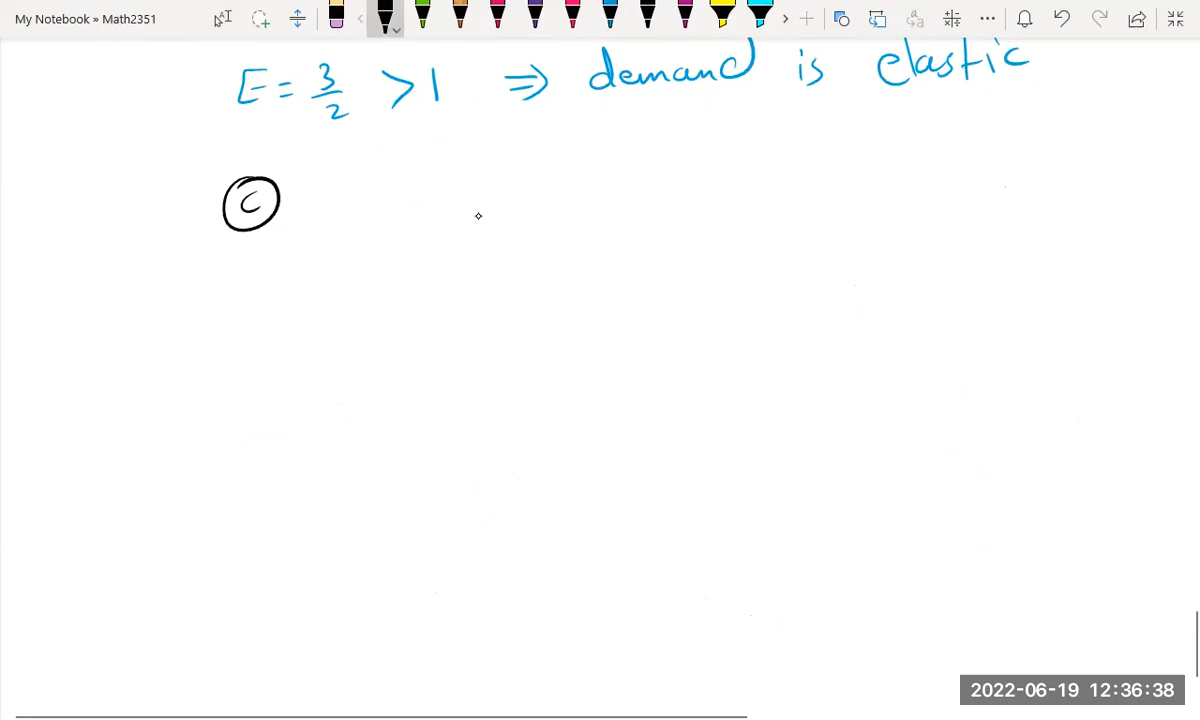 My Notebook » Math2351
E = 3/2 > 1 ⇒ demand is elastic
C
2022-06-19 12:36:38